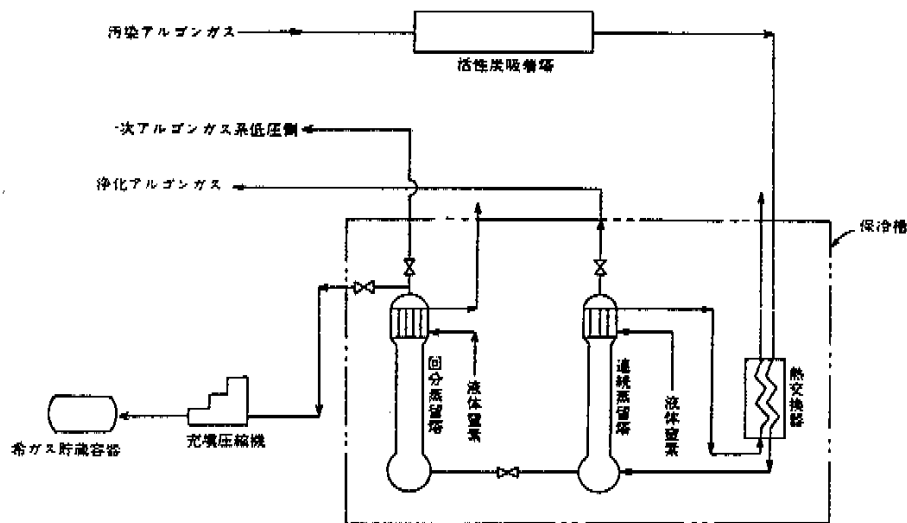 汚染アルゴンガス
活性炭吸着塔
一次アルゴンガス系低圧側
浄化アルゴンガス
保冷槽
回分蒸留塔
液体窒素
連続蒸留塔
液体窒素
熱交換器
希ガス貯蔵容器
充填圧縮機